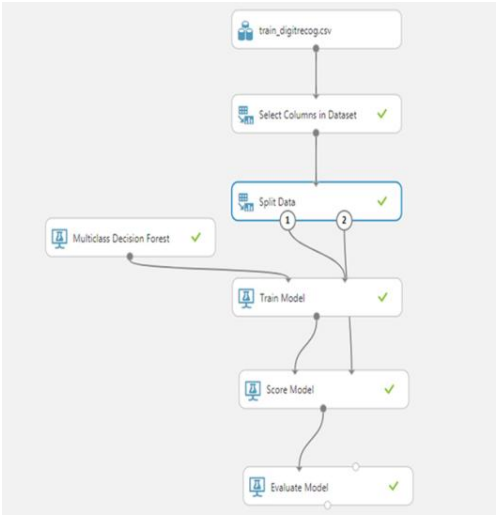 train_digitrecog.csv
Select Columns in Dataset
Split Data
1 2
Multiclass Decision Forest
Train Model
Score Model
Evaluate Model